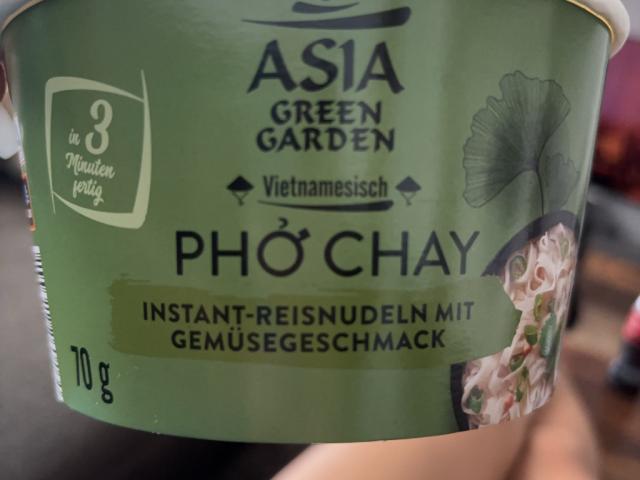 ASIA
GREEN
GARDEN
in 3
Minuten
fertig
Vietnamesisch
PHỞ CHAY
INSTANT-REISNUDELN MIT
GEMÜSEGESCHMACK
70 g